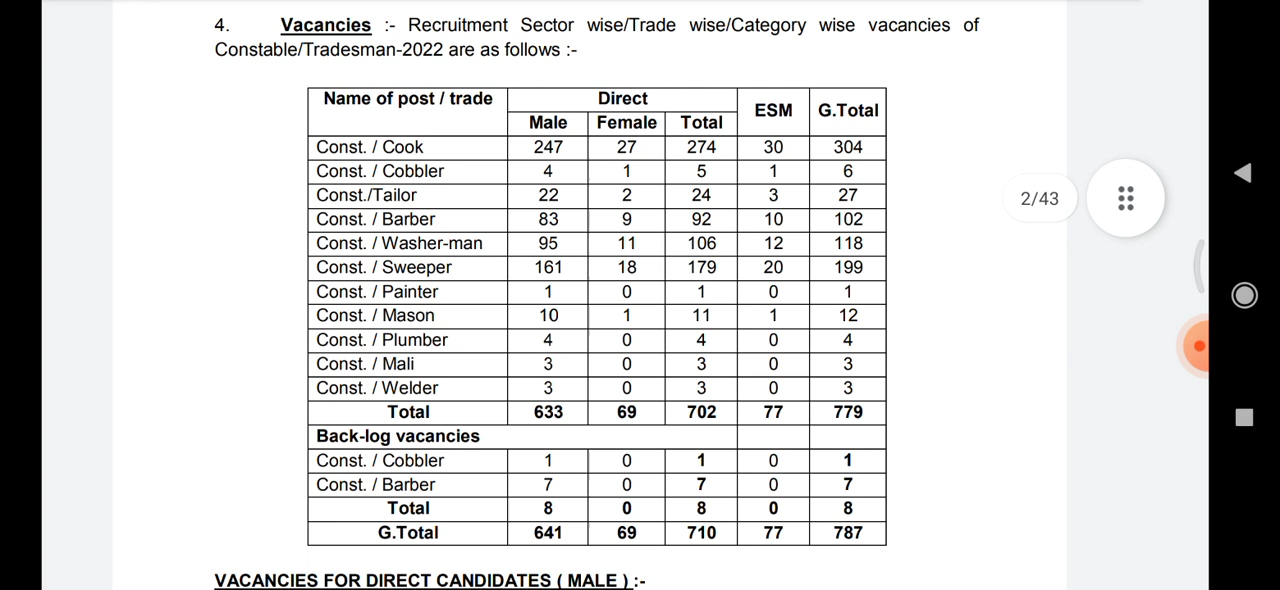 4. Vacancies :- Recruitment Sector wise/Trade wise/Category wise vacancies of
Constable/Tradesman-2022 are as follows :-
Name of post / trade Direct ESM G.Total
Male Female Total
Const. / Cook 247 27 274 30 304
Const. / Cobbler 4 1 5 1 6
Const./Tailor 22 2 24 3 27
Const. / Barber 83 9 92 10 102
Const. / Washer-man 95 11 106 12 118
Const. / Sweeper 161 18 179 20 199
Const. / Painter 1 0 1 0 1
Const. / Mason 10 1 11 1 12
Const. / Plumber 4 0 4 0 4
Const. / Mali 3 0 3 0 3
Const. / Welder 3 0 3 0 3
Total 633 69 702 77 779
Back-log vacancies
Const. / Cobbler 1 0 1 0 1
Const. / Barber 7 0 7 0 7
Total 8 0 8 0 8
G.Total 641 69 710 77 787
VACANCIES FOR DIRECT CANDIDATES ( MALE ) :-
2/43